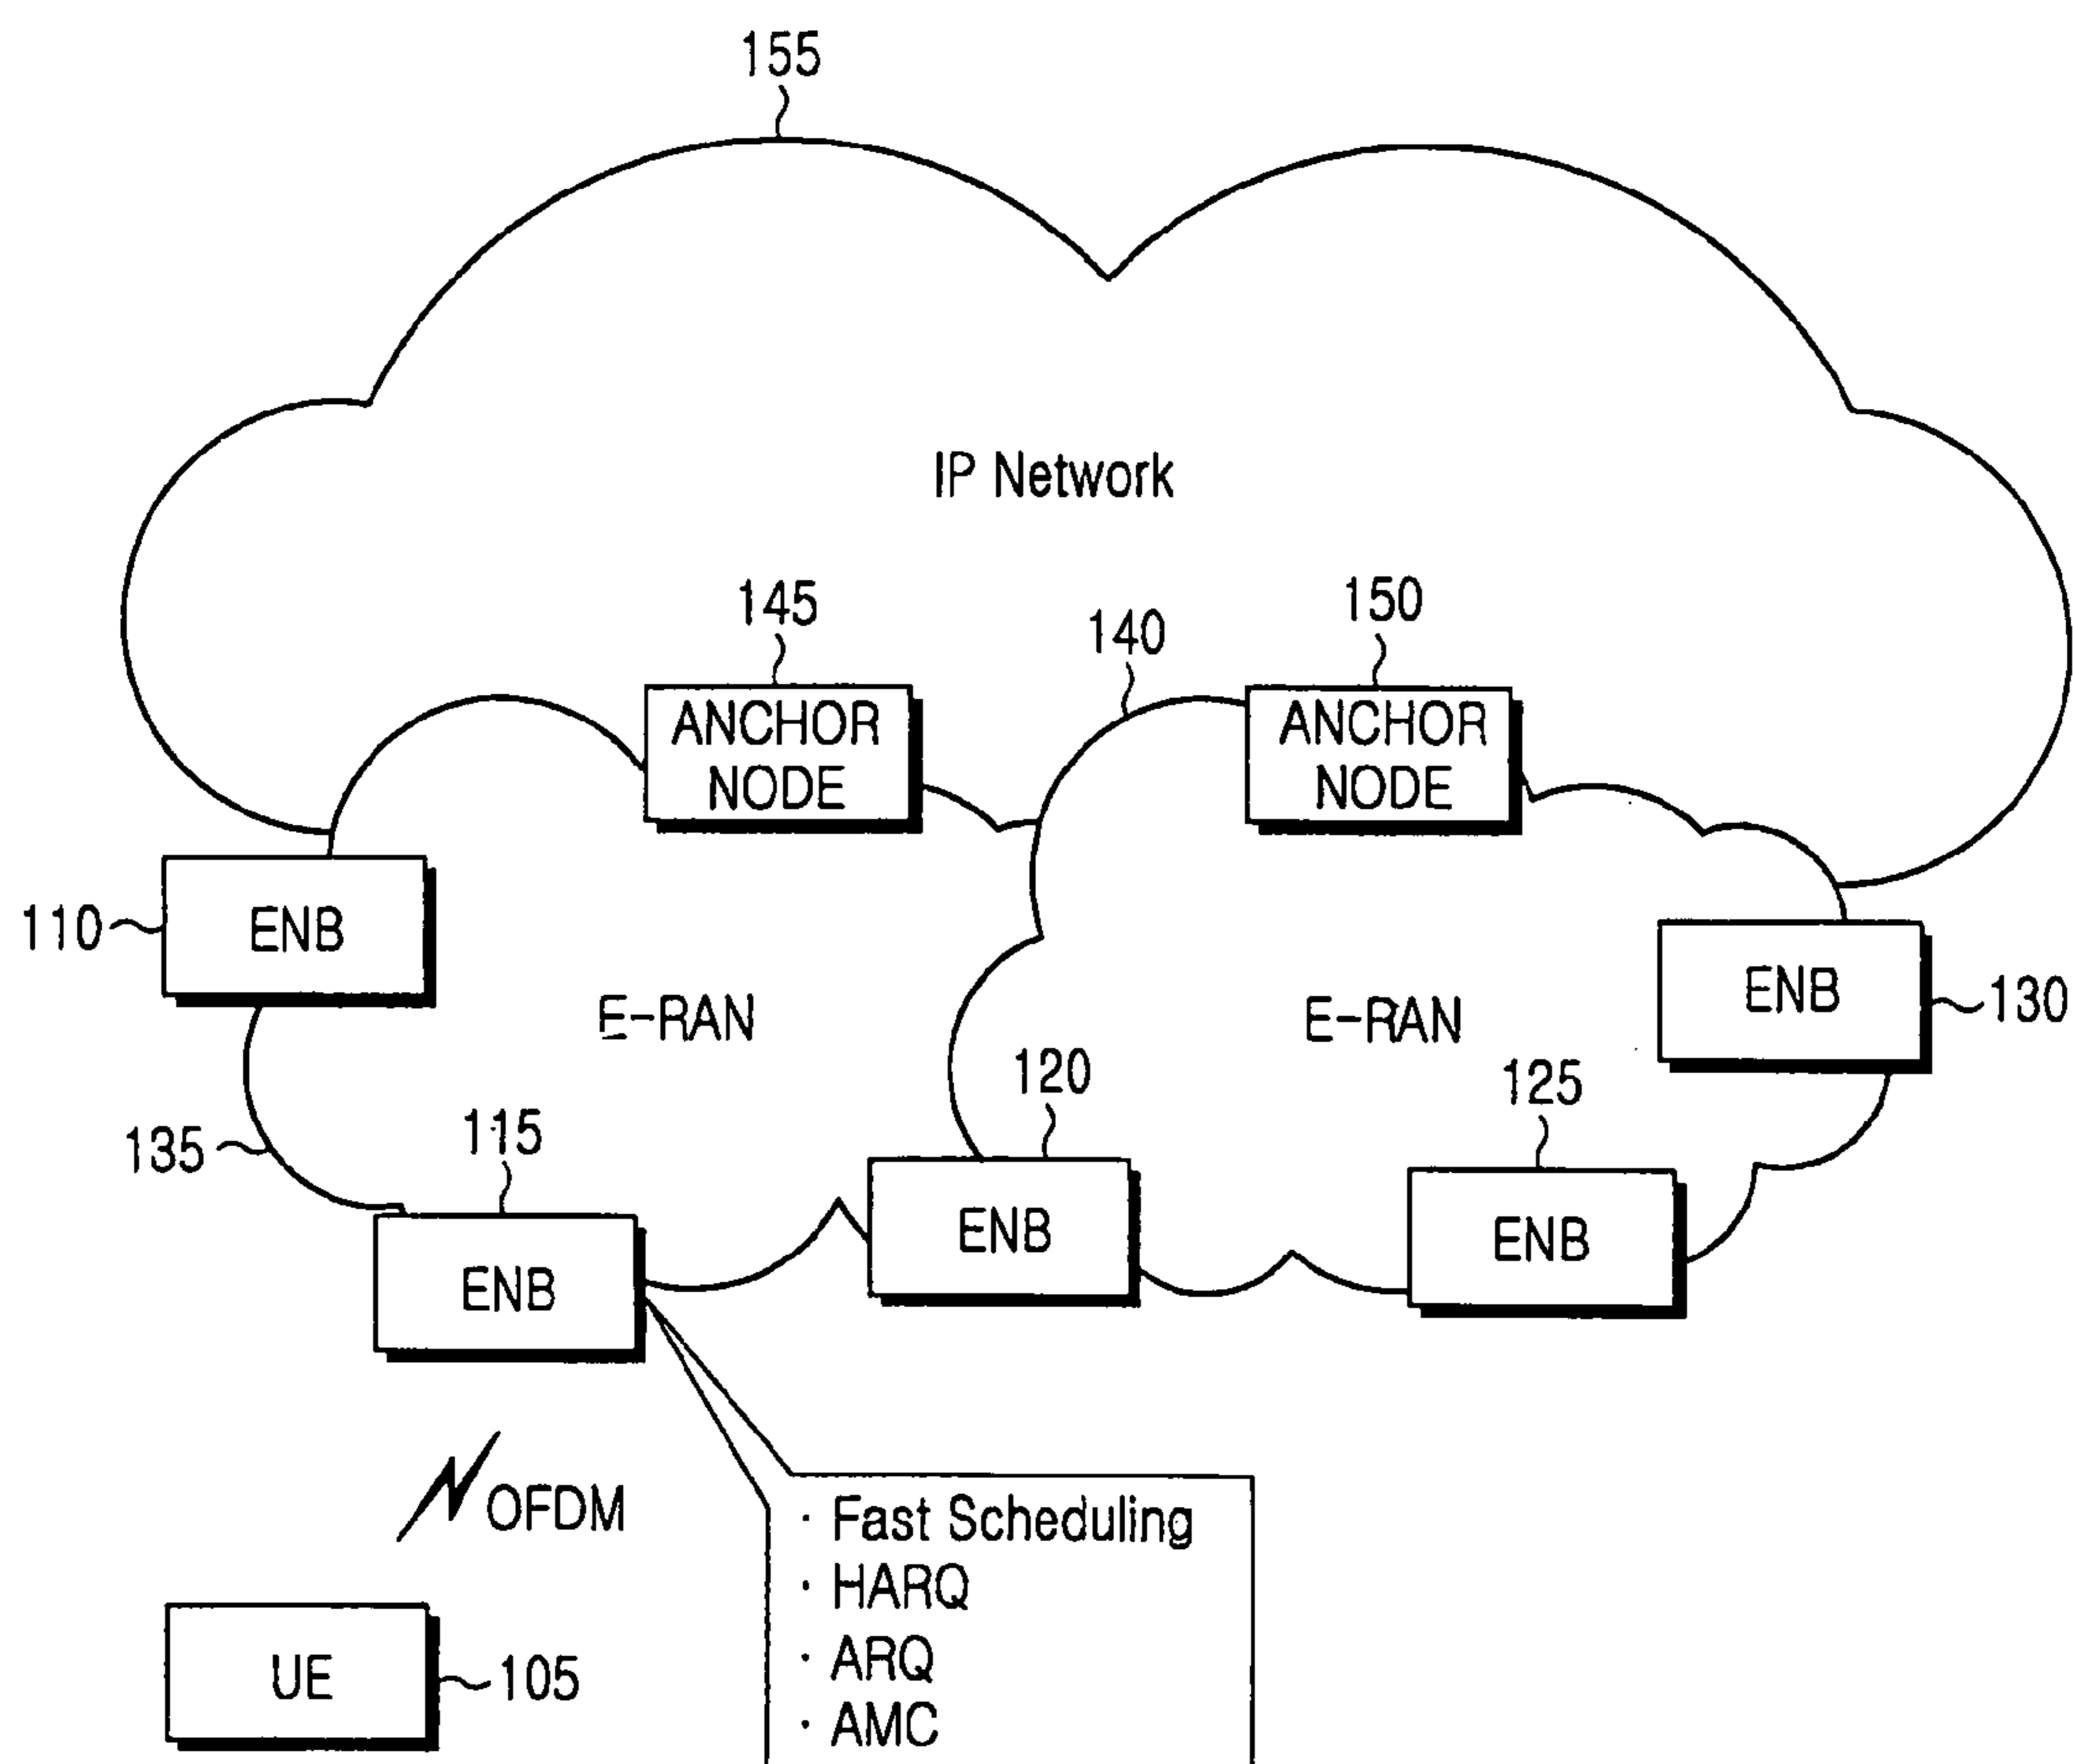 155
IP Network
145
140
150
ANCHOR
NODE
ANCHOR
NODE
110
ENB
E-RAN
E-RAN
ENB
130
135
115
120
125
ENB
ENB
ENB
OFDM
· Fast Scheduling
· HARQ
· ARQ
· AMC
UE
105